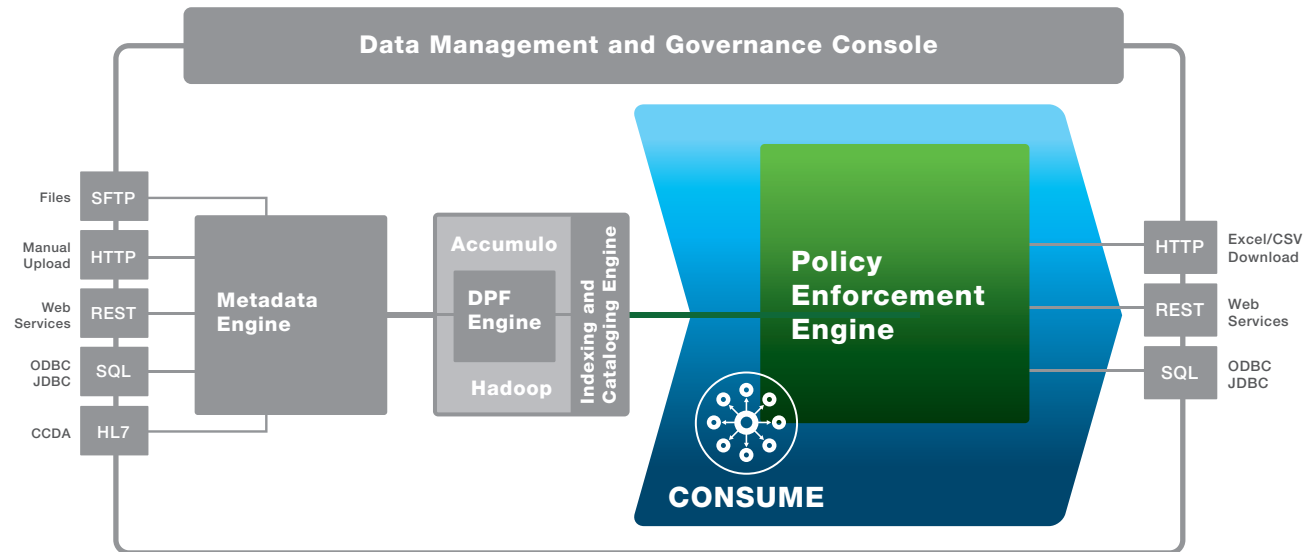 Data Management and Governance Console
Files
SFTP
Manual
Upload
HTTP
Web
Services
REST
ODBC
JDBC
SQL
CCDA
HL7
Metadata
Engine
Accumulo
DPF
Engine
Hadoop
Indexing and
Cataloging Engine
Policy
Enforcement
Engine
CONSUME
HTTP
Excel/CSV
Download
REST
Web
Services
SQL
ODBC
JDBC